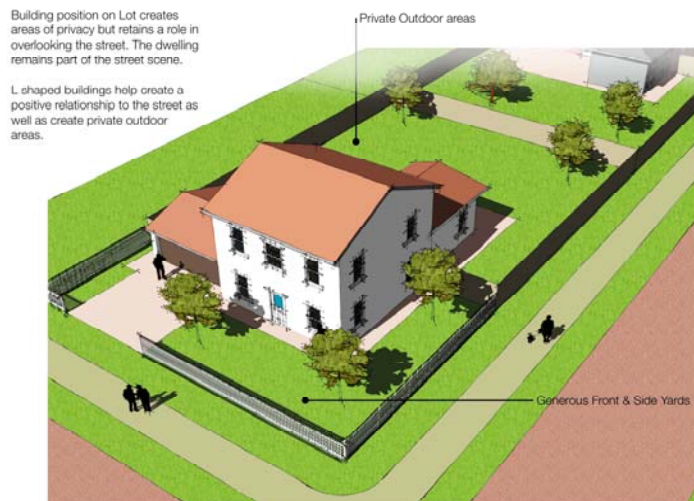 Building position on Lot creates
areas of privacy but retains a role in
overlooking the street. The dwelling
remains part of the street scene.
L shaped buildings help create a
positive relationship to the street as
well as create private outdoor
areas.
Private Outdoor areas
Generous Front & Side Yards